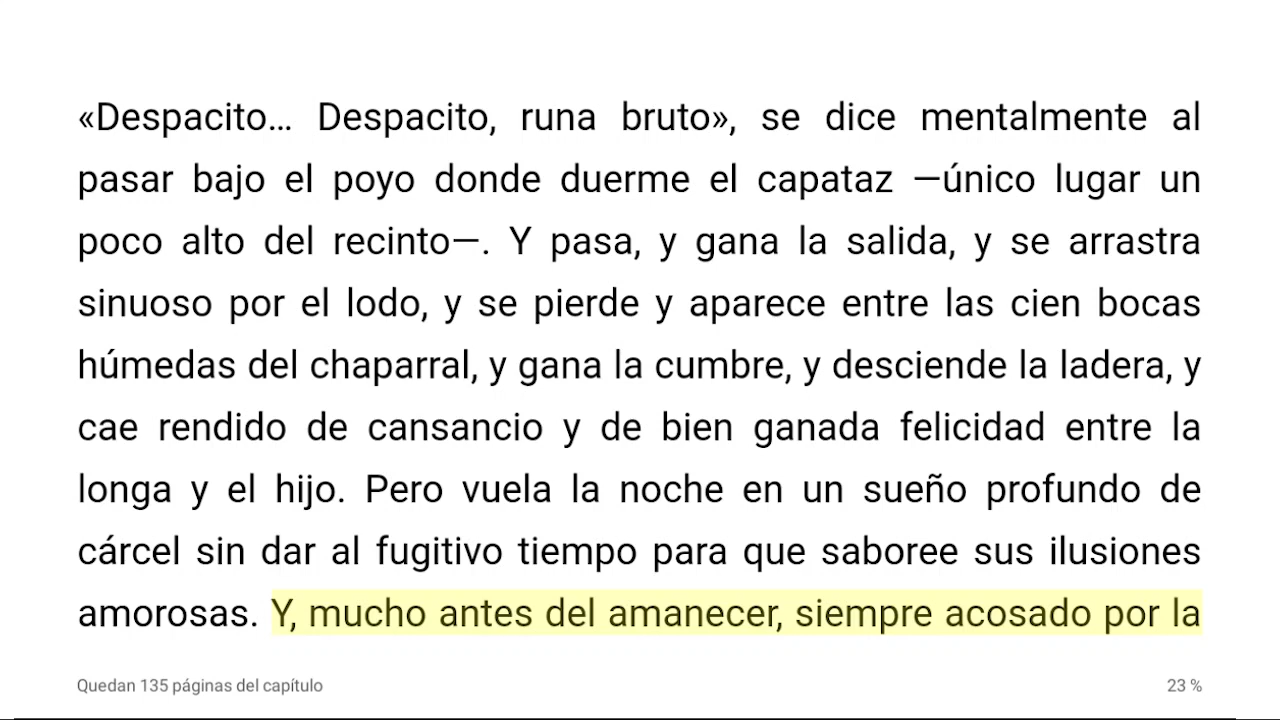 «Despacito… Despacito, runa bruto», se dice mentalmente al
pasar bajo el poyo donde duerme el capataz —único lugar un
poco alto del recinto—. Y pasa, y gana la salida, y se arrastra
sinuoso por el lodo, y se pierde y aparece entre las cien bocas
húmedas del chaparral, y gana la cumbre, y desciende la ladera, y
cae rendido de cansancio y de bien ganada felicidad entre la
longa y el hijo. Pero vuela la noche en un sueño profundo de
cárcel sin dar al fugitivo tiempo para que saboree sus ilusiones
amorosas. Y, mucho antes del amanecer, siempre acosado por la
Quedan 135 páginas del capítulo
23 %